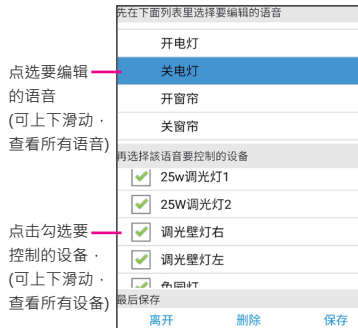 先在下面列表里选择要编辑的语音
开电灯
关电灯
开窗帘
关窗帘
点选要编辑
的语音
(可上下滑动，
查看所有语音)
再选择該语音要控制的设备
25w调光灯1
25W调光灯2
调光壁灯右
调光壁灯左
点击勾选要
控制的设备，
(可上下滑动，
查看所有设备)
最后保存
离开 删除 保存